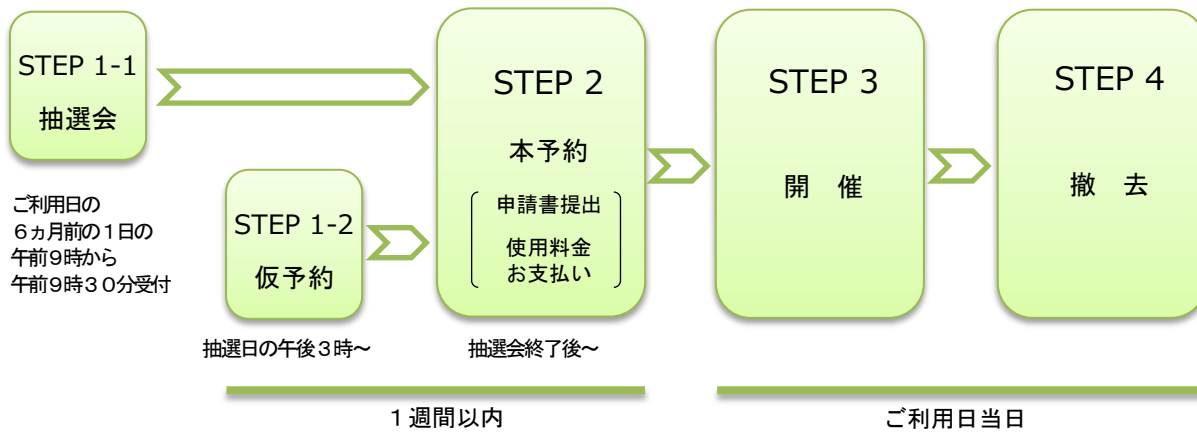 STEP 1-1
抽選会
ご利用日の
６ヵ月前の１日の
午前９時から
午前９時３０分受付
STEP 1-2
仮予約
抽選日の午後３時～
STEP 2
本予約
申請書提出
使用料金
お支払い
抽選会終了後～
１週間以内
STEP 3
開　催
STEP 4
撤　去
ご利用日当日